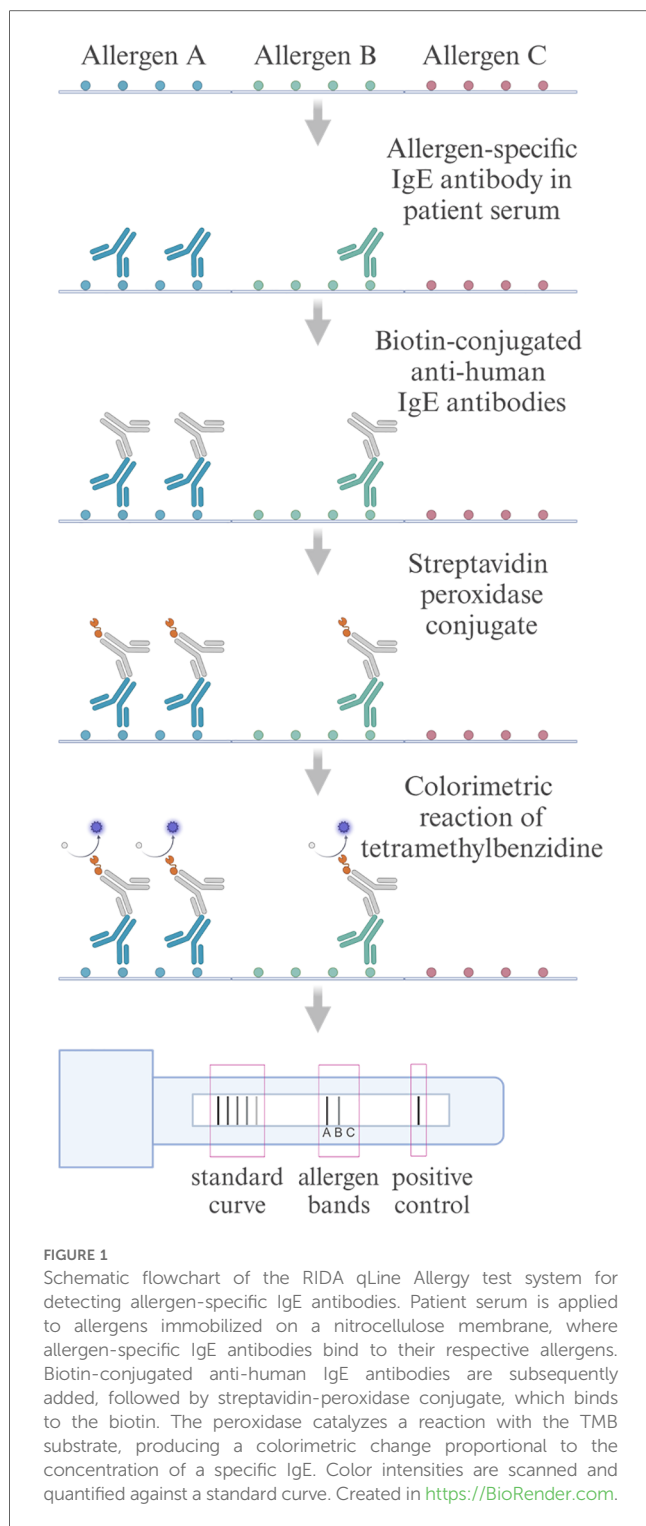 Allergen A Allergen B Allergen C
Allergen-specific
IgE antibody in
patient serum
Biotin-conjugated
anti-human
IgE antibodies
Streptavidin
peroxidase
conjugate
Colorimetric
reaction of
tetramethylbenzidine
A B C
standard curve
allergen bands
positive control
FIGURE 1
Schematic flowchart of the RIDA qLine Allergy test system for
detecting allergen-specific IgE antibodies. Patient serum is applied
to allergens immobilized on a nitrocellulose membrane, where
allergen-specific IgE antibodies bind to their respective allergens.
Biotin-conjugated anti-human IgE antibodies are subsequently
added, followed by streptavidin-peroxidase conjugate, which binds
to the biotin. The peroxidase catalyzes a reaction with the TMB
substrate, producing a colorimetric change proportional to the
concentration of a specific IgE. Color intensities are scanned and
quantified against a standard curve. Created in https://BioRender.com.